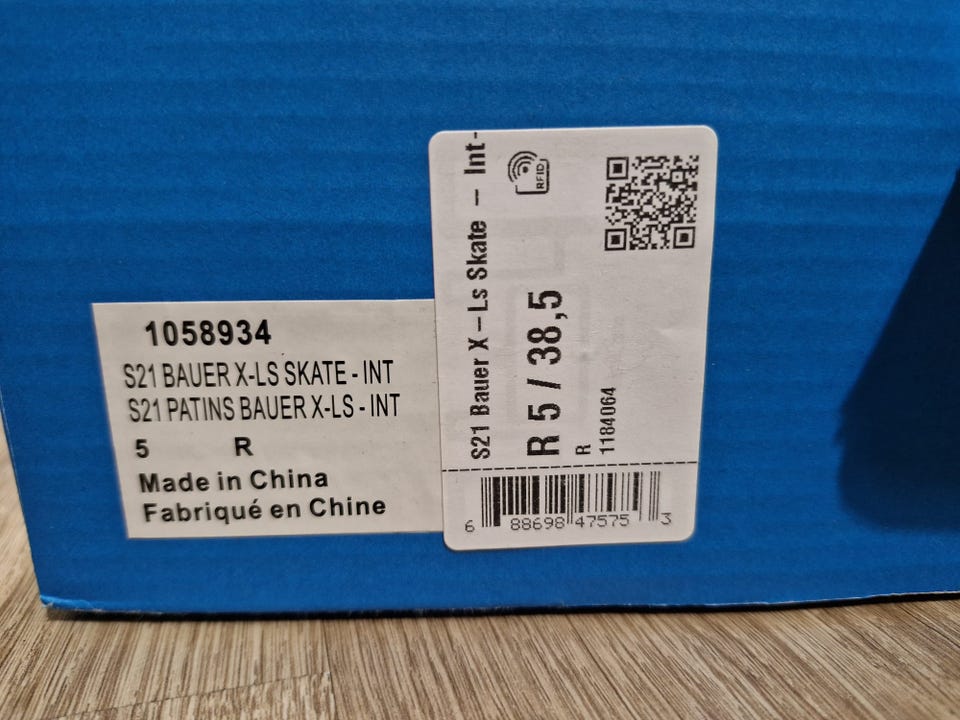 1058934
S21 BAUER X-LS SKATE - INT
S21 PATINS BAUER X-LS - INT
5 R
Made in China
Fabriqué en Chine
S21 Bauer X – Ls Skate – Int -
R 5 / 38,5
R
1184064
RFID
6 88698 47575 3